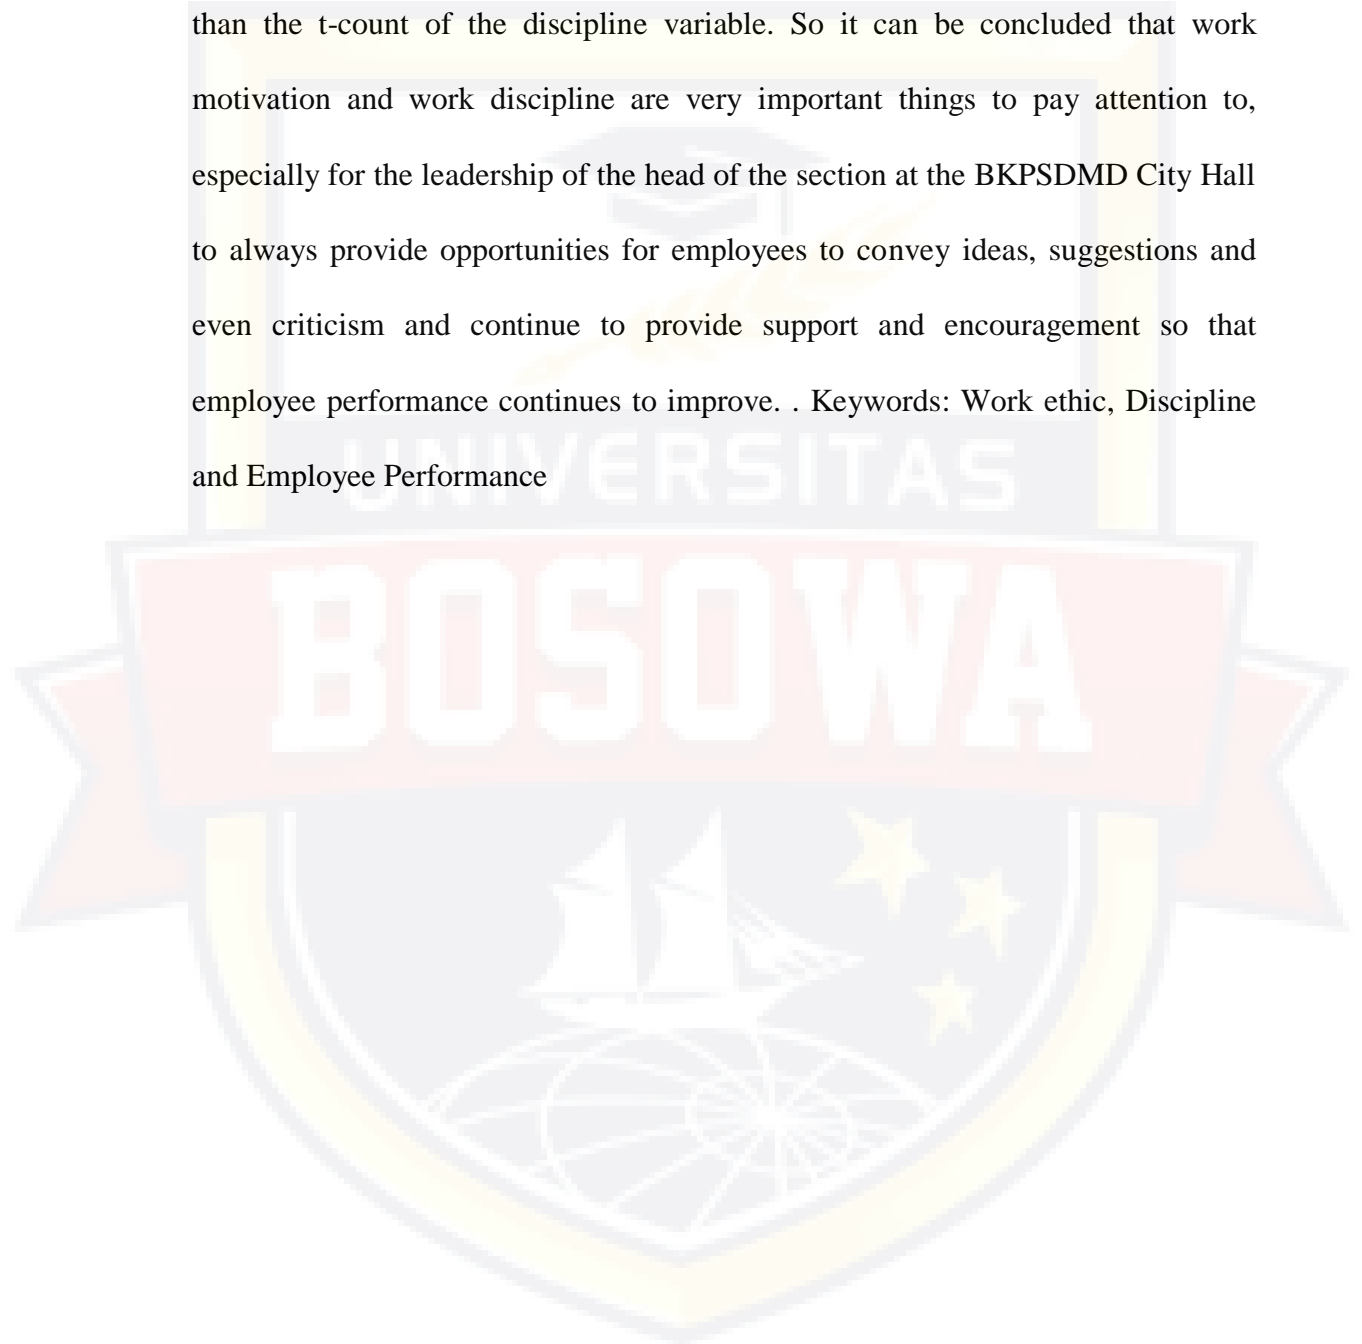 than the t-count of the discipline variable. So it can be concluded that work
motivation and work discipline are very important things to pay attention to,
especially for the leadership of the head of the section at the BKPSDMD City Hall
to always provide opportunities for employees to convey ideas, suggestions and
even criticism and continue to provide support and encouragement so that
employee performance continues to improve. . Keywords: Work ethic, Discipline
and Employee Performance
UNIVERSITAS
BOSOWA